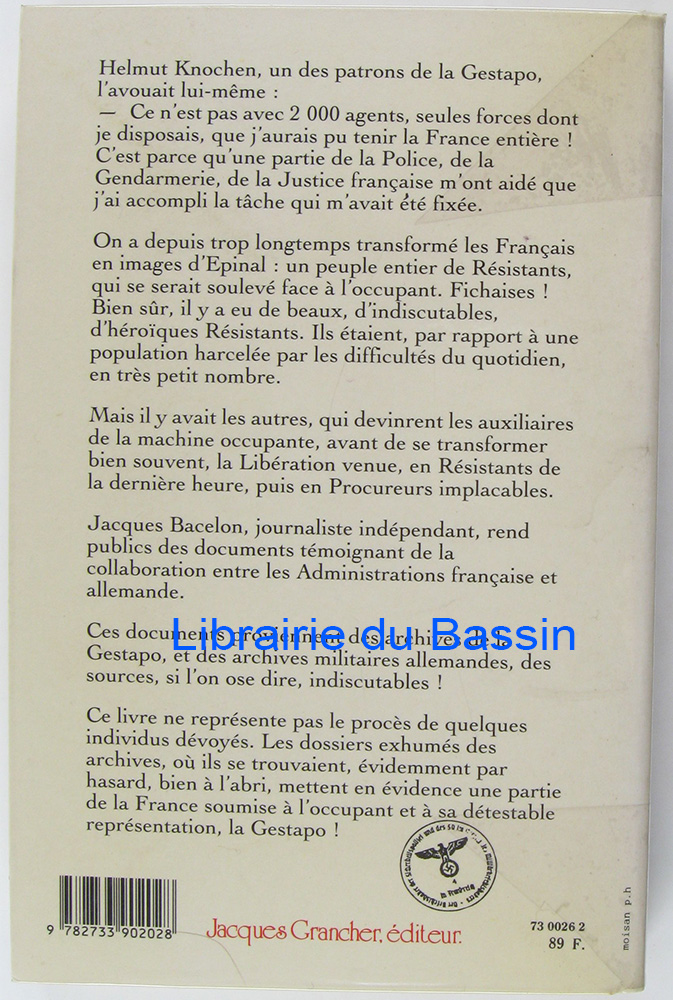 Helmut Knochen, un des patrons de la Gestapo,
l'avouait lui-même :
— Ce n'est pas avec 2 000 agents, seules forces dont
je disposais, que j'aurais pu tenir la France entière !
C'est parce qu'une partie de la Police, de la
Gendarmerie, de la Justice française m'ont aidé que
j'ai accompli la tâche qui m'avait été fixée.
On a depuis trop longtemps transformé les Français
en images d'Epinal : un peuple entier de Résistants,
qui se serait soulevé face à l'occupant. Fichaises !
Bien sûr, il y a eu de beaux, d'indiscutables,
d'héroïques Résistants. Ils étaient, par rapport à une
population harcelée par les difficultés du quotidien,
en très petit nombre.
Mais il y avait les autres, qui devinrent les auxiliaires
de la machine occupante, avant de se transformer
bien souvent, la Libération venue, en Résistants de
la dernière heure, puis en Procureurs implacables.
Jacques Bacelon, journaliste indépendant, rend
publics des documents témoignant de la
collaboration entre les Administrations française et
allemande.
Ces documents proviennent des archives de la
Librairie du Bassin
Gestapo, et des archives militaires allemandes, des
sources, si l'on ose dire, indiscutables !
Ce livre ne représente pas le procès de quelques
individus dévoyés. Les dossiers exhumés des
archives, où ils se trouvaient, évidemment par
hasard, bien à l'abri, mettent en évidence une partie
de la France soumise à l'occupant et à sa détestable
représentation, la Gestapo !
9 782733 902028
Jacques Grancher, éditeur.
73 0026 2
89 F.
moisan p.h